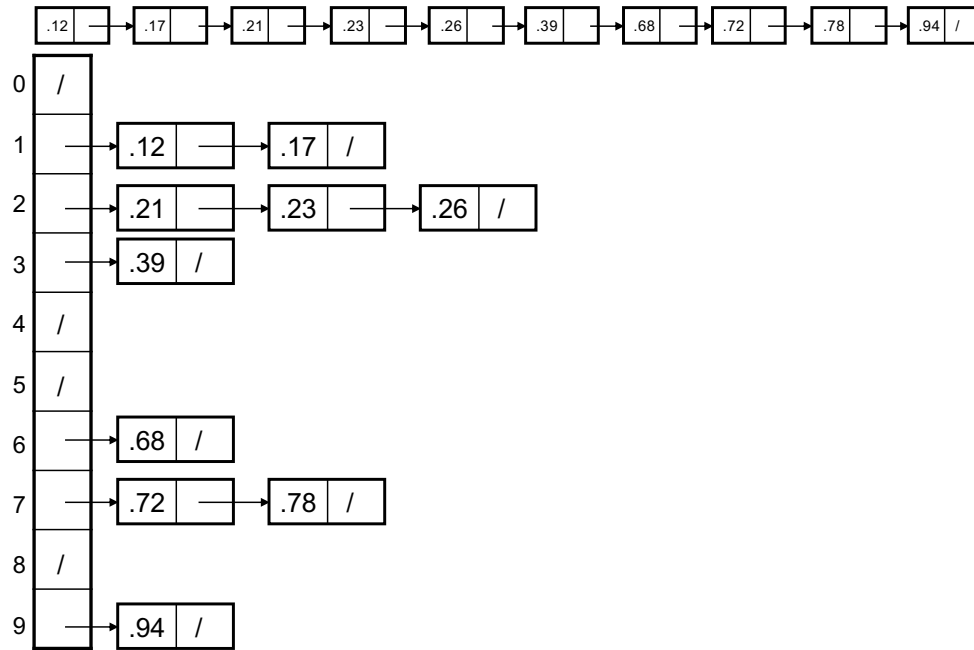 .12 .17 .21 .23 .26 .39 .68 .72 .78 .94 /
0 /
1 .12 .17 /
2 .21 .23 .26 /
3 .39 /
4 /
5 /
6 .68 /
7 .72 .78 /
8 /
9 .94 /